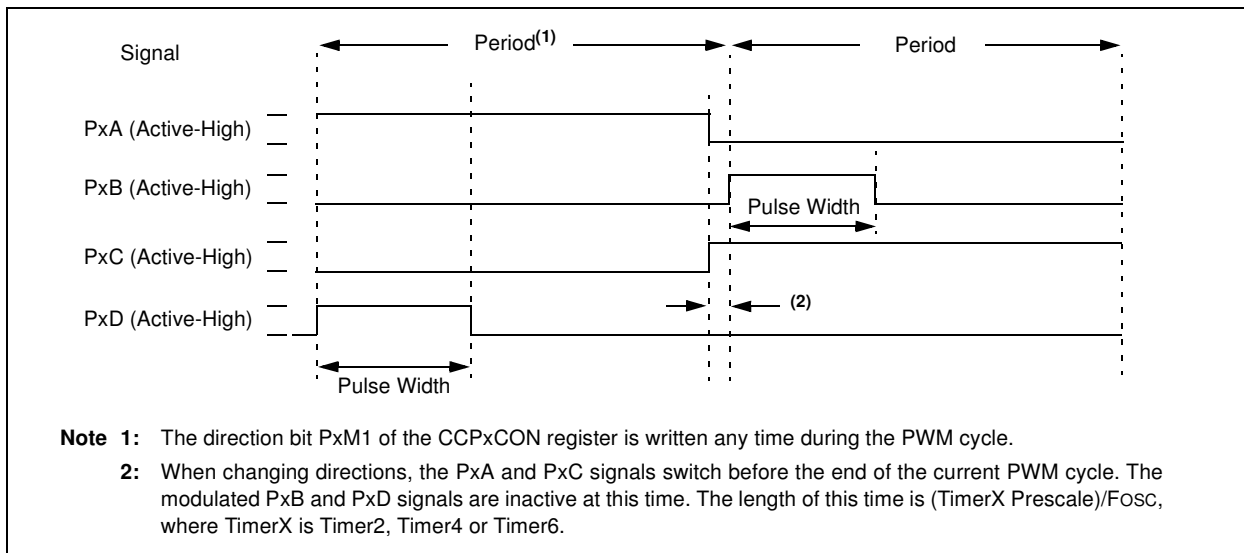 Signal
Period(1)
Period
PxA (Active-High)
PxB (Active-High)
Pulse Width
PxC (Active-High)
(2)
PxD (Active-High)
Pulse Width
Note 1: The direction bit PxM1 of the CCPxCON register is written any time during the PWM cycle.
2: When changing directions, the PxA and PxC signals switch before the end of the current PWM cycle. The
modulated PxB and PxD signals are inactive at this time. The length of this time is (TimerX Prescale)/FOSC,
where TimerX is Timer2, Timer4 or Timer6.